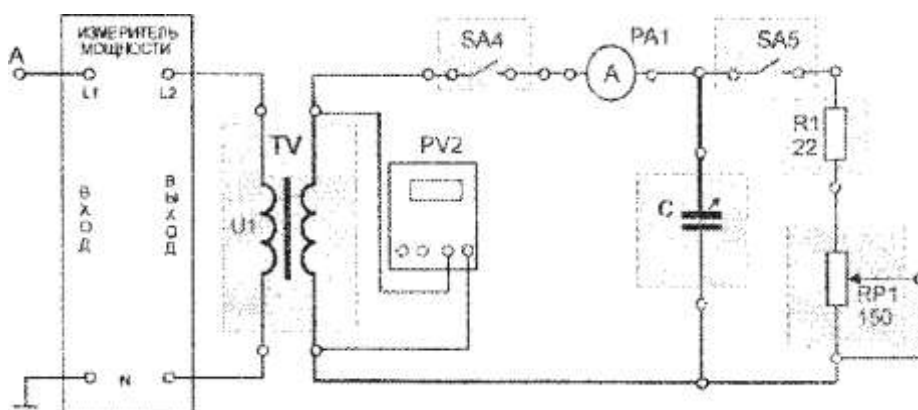 ИЗМЕРИТЕЛЬ
МОЩНОСТИ
A
L1
L2
ВХОД
ВЫХОД
N
U1
TV
SA4
PV2
PA1
A
C
SA5
R1
22
RP1
150